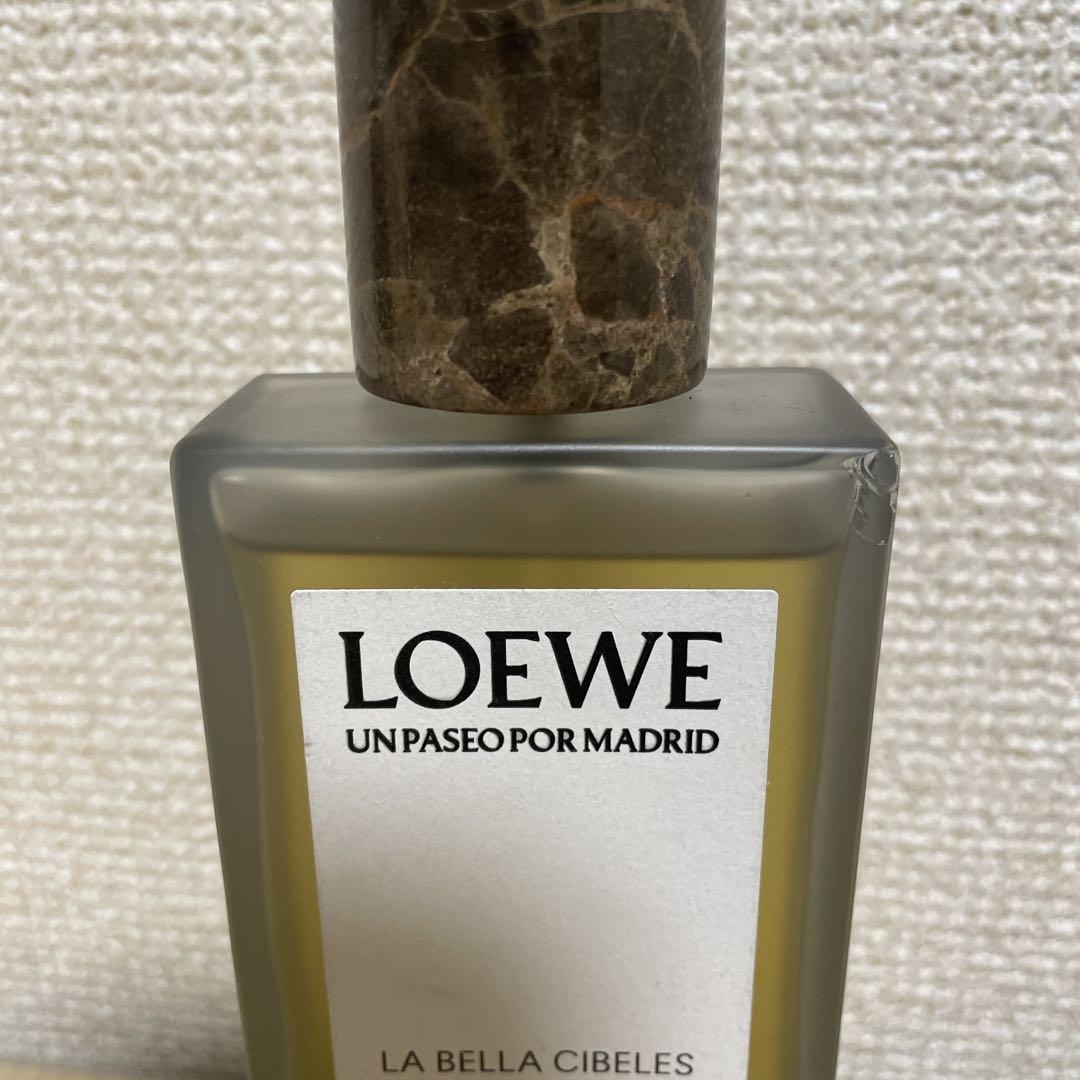 LOEWE
UN PASEO POR MADRID
LA BELLA CIBELES